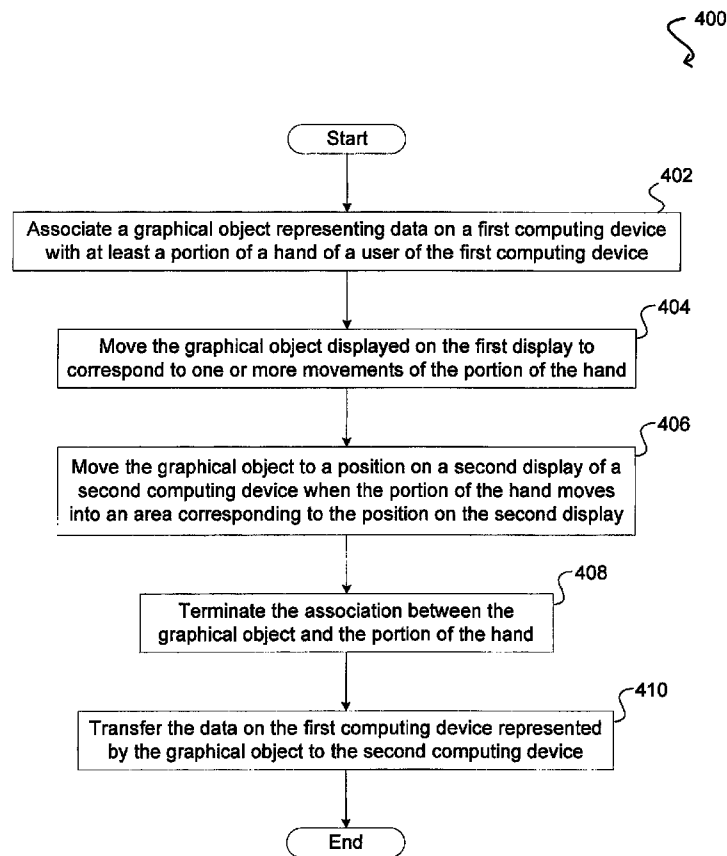 400
Start
402
Associate a graphical object representing data on a first computing device
with at least a portion of a hand of a user of the first computing device
404
Move the graphical object displayed on the first display to
correspond to one or more movements of the portion of the hand
406
Move the graphical object to a position on a second display of a
second computing device when the portion of the hand moves
into an area corresponding to the position on the second display
408
Terminate the association between the
graphical object and the portion of the hand
410
Transfer the data on the first computing device represented
by the graphical object to the second computing device
End